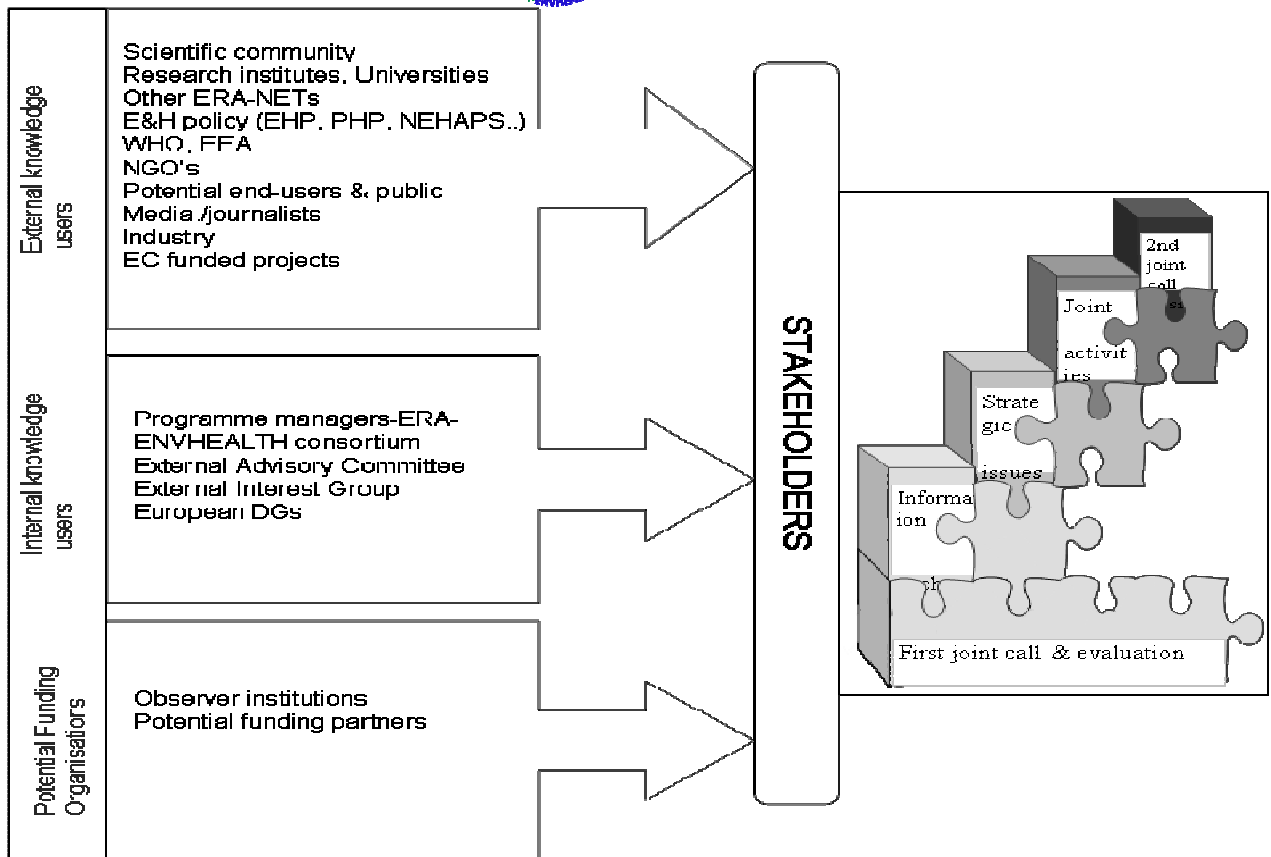 External knowledge
users
Scientific community
Research institutes, Universities
Other ERA-NETs
E&H policy (EHP, PHP, NEHAPS..)
WHO,
NGO's
Potential end-users & public
Media /journalists
Industry
EC funded projects
Internal knowledge
users
Programme managers-ERA-
ENVHEALTH consortium
External Advisory Committee
External Interest Group
European DGs
Potential Funding
Organisations
Observer institutions
Potential funding partners
STAKEHOLDERS
2nd
joint
call
Joint
activit
ies
Strate
gic
issues
Informa
ion
ch
First joint call & evaluation